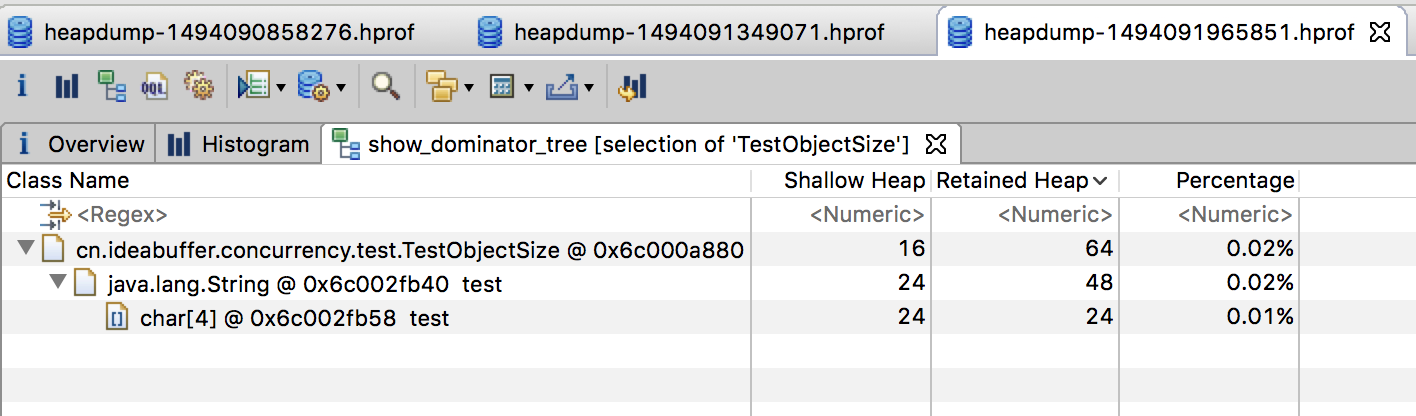 heapdump-1494090858276.hprof heapdump-1494091349071.hprof heapdump-1494091965851.hprof
i OQL
i Overview Histogram show_dominator_tree [selection of 'TestObjectSize']
Class Name Shallow Heap Retained Heap Percentage
<Regex> <Numeric> <Numeric> <Numeric>
cn.ideabuffer.concurrency.test.TestObjectSize @ 0x6c000a880 16 64 0.02%
java.lang.String @ 0x6c002fb40 test 24 48 0.02%
[] char[4] @ 0x6c002fb58 test 24 24 0.01%